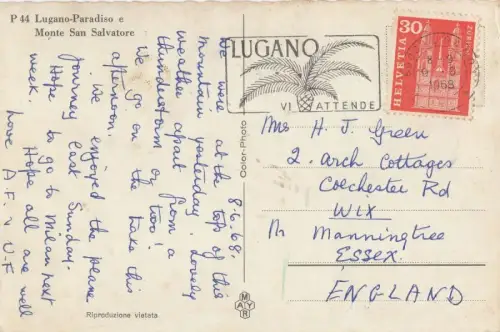 P 44 Lugano-Paradiso e
Monte San Salvatore
8.6.68.
We were at the top of this
mountain yesterday. Lovely
weather apart from a
thunderstorm or two!
We go on the lake this
afternoon.
We enjoyed the plane
journey last Sunday.
Hope to go to Milan next
week. Hope all are well
Love A.F. & U.F
Color-Photo
MAYR
Riproduzione vietata
LUGANO
VI ATTENDE
HELVETIA
30
1968
Mrs H. J. Green
2. Arch Cottages
Colchester Rd
WIX
Nr Manningtree
ESSEX
ENGLAND